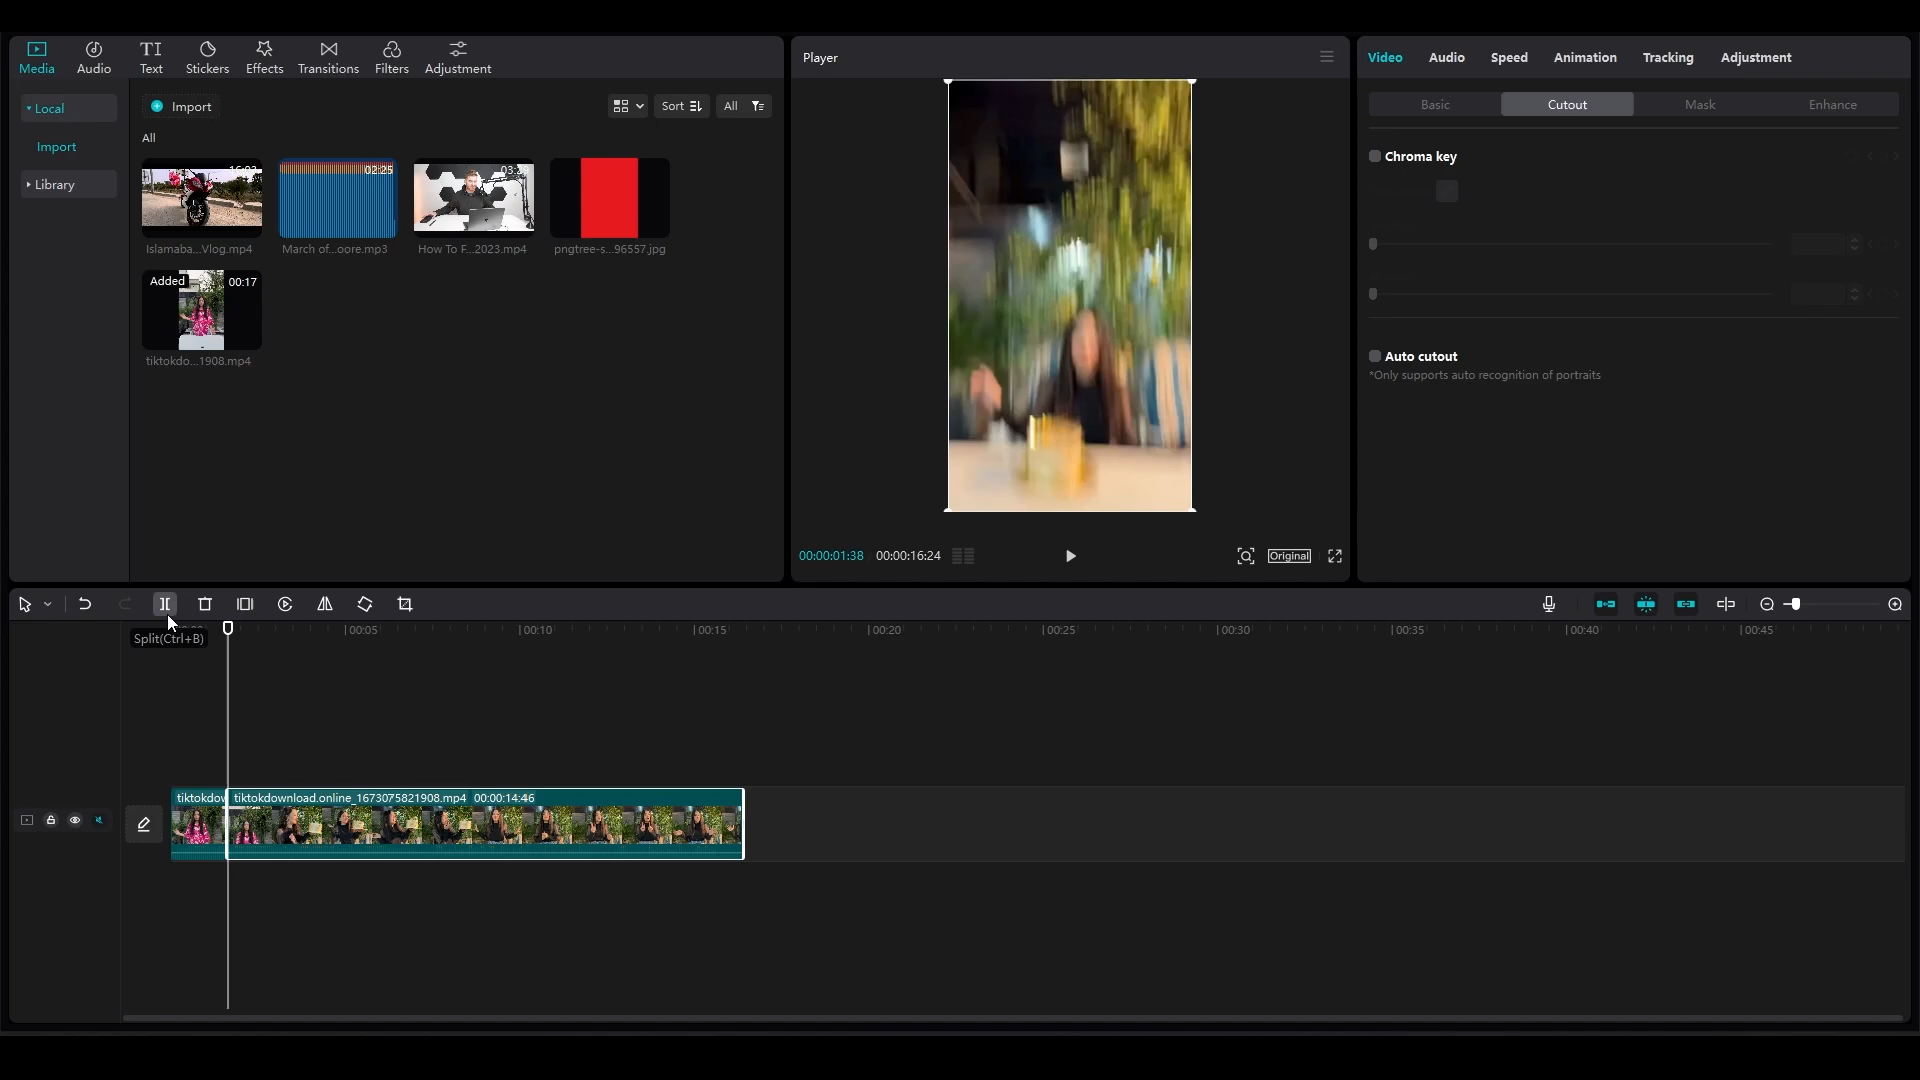 Media
Audio
TI
Text
Stickers
Effects
Transitions
Filters
Adjustment
Local
Import
Library
Import
Sort
All
All
02:25
Islamaba...Vlog.mp4
March of...oore.mp3
How To F...2023.mp4
pngtree-s...96557.jpg
Added
00:17
tiktokdo...1908.mp4
Player
00:00:01:38
00:00:16:24
Original
Video
Audio
Speed
Animation
Tracking
Adjustment
Basic
Cutout
Mask
Enhance
Chroma key
Auto cutout
*Only supports auto recognition of portraits
Split(Ctrl+B)
00:05
00:10
00:15
00:20
00:25
00:30
00:35
00:40
00:45
tiktokdow
tiktokdownload.online_1673075821908.mp4 00:00:14:46